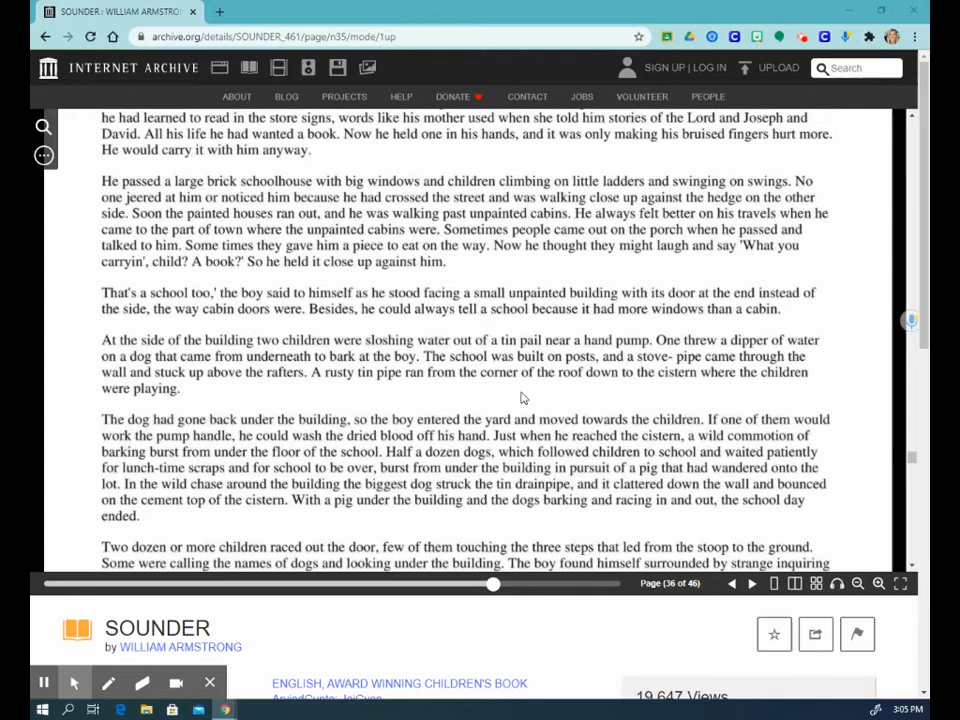 SOUNDER : WILLIAM ARMSTRO
archive.org/details/SOUNDER_461/page/n35/mode/1up
INTERNET ARCHIVE
SIGN UP | LOG IN
UPLOAD
Search
ABOUT BLOG PROJECTS HELP DONATE CONTACT JOBS VOLUNTEER PEOPLE
he had learned to read in the store signs, words like his mother used when she told him stories of the Lord and Joseph and
David. All his life he had wanted a book. Now he held one in his hands, and it was only making his bruised fingers hurt more.
He would carry it with him anyway.
He passed a large brick schoolhouse with big windows and children climbing on little ladders and swinging on swings. No
one jeered at him or noticed him because he had crossed the street and was walking close up against the hedge on the other
side. Soon the painted houses ran out, and he was walking past unpainted cabins. He always felt better on his travels when he
came to the part of town where the unpainted cabins were. Sometimes people came out on the porch when he passed and
talked to him. Some times they gave him a piece to eat on the way. Now he thought they might laugh and say 'What you
carryin', child? A book?' So he held it close up against him.
That's a school too,' the boy said to himself as he stood facing a small unpainted building with its door at the end instead of
the side, the way cabin doors were. Besides, he could always tell a school because it had more windows than a cabin.
At the side of the building two children were sloshing water out of a tin pail near a hand pump. One threw a dipper of water
on a dog that came from underneath to bark at the boy. The school was built on posts, and a stove- pipe came through the
wall and stuck up above the rafters. A rusty tin pipe ran from the corner of the roof down to the cistern where the children
were playing.
The dog had gone back under the building, so the boy entered the yard and moved towards the children. If one of them would
work the pump handle, he could wash the dried blood off his hand. Just when he reached the cistern, a wild commotion of
barking burst from under the floor of the school. Half a dozen dogs, which followed children to school and waited patiently
for lunch-time scraps and for school to be over, burst from under the building in pursuit of a pig that had wandered onto the
lot. In the wild chase around the building the biggest dog struck the tin drainpipe, and it clattered down the wall and bounced
on the cement top of the cistern. With a pig under the building and the dogs barking and racing in and out, the school day
ended.
Two dozen or more children raced out the door, few of them touching the three steps that led from the stoop to the ground.
Some were calling the names of dogs and looking under the building. The boy found himself surrounded by strange inquiring
Page (36 of 46)
SOUNDER
by WILLIAM ARMSTRONG
ENGLISH, AWARD WINNING CHILDREN'S BOOK
19,647 Views
3:05 PM